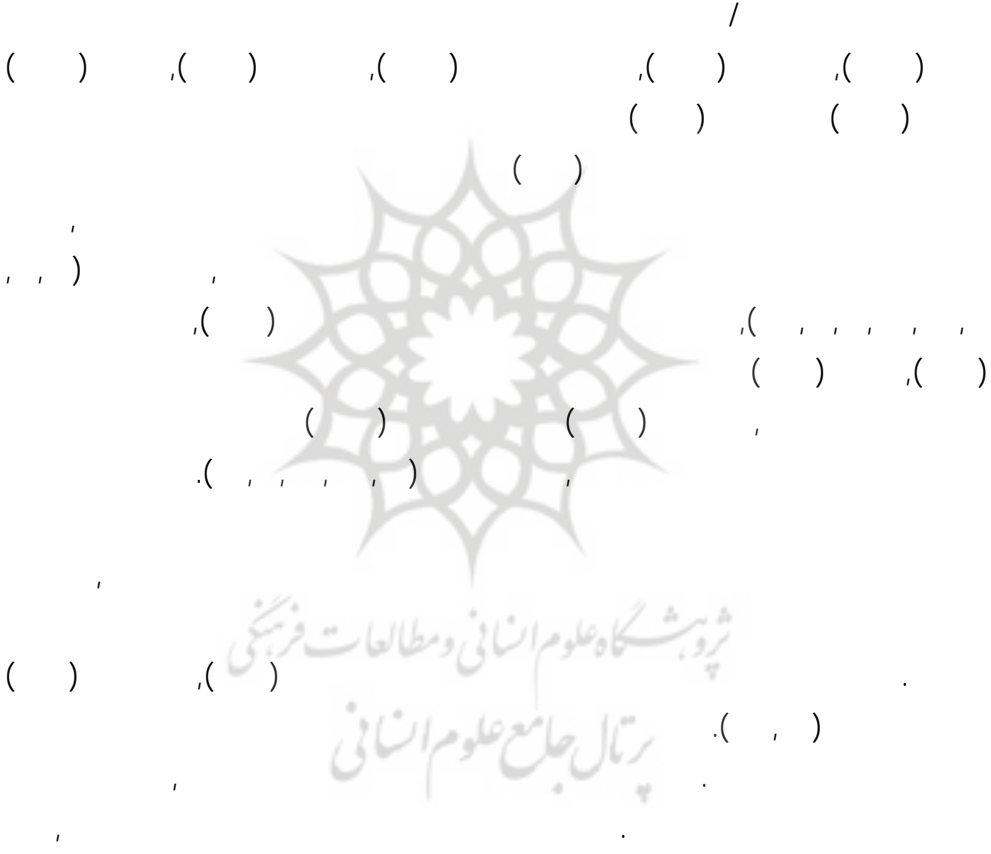 پژوهشگاه علوم انسانی و مطالعات فرهنگی
پرتال جامع علوم انسانی